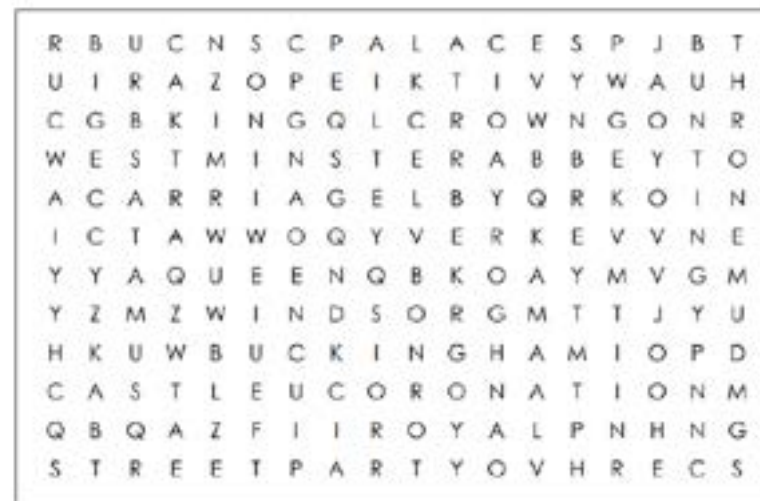 R B U C N S C P A L A C E S P J B T
U I R A Z O P E I K T I V Y W A U H
C G B K I N G Q L C R O W N G O N R
W E S T M I N S T E R A B B E Y T O
A C A R R I A G E L B Y Q R K O I N
I C T A W W O Q Y V E R K E V V N E
Y Y A Q U E E N Q B K O A Y M V G M
Y Z M Z W I N D S O R G M T T J Y U
H K U W B U C K I N G H A M I O P D
C A S T L E U C O R O N A T I O N M
Q B Q A Z F I I R O Y A L P N H N G
S T R E E T P A R T Y O V H R E C S